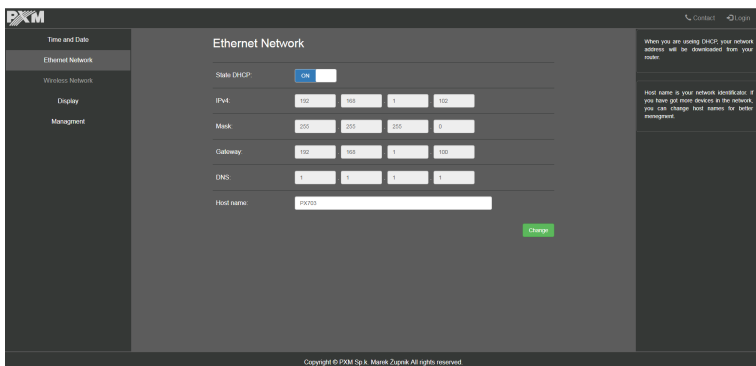 PXM
Contact
Login
Time and Date
Ethernet Network
Wireless Network
Display
Managment
Ethernet Network
State DHCP: ON
IPv4: 192 168 1 102
Mask: 255 255 255 0
Gateway: 192 168 1 100
DNS: 1 1 1 1
Host name: PX703
Change
When you are useing DHCP, your network
address will be downloaded from your
router.
Host name is your network identificator. If
you have got more devices in the network,
you can change host names for better
menegment.
Copyright © PXM Sp.k. Marek Żupnik All rights reserved.